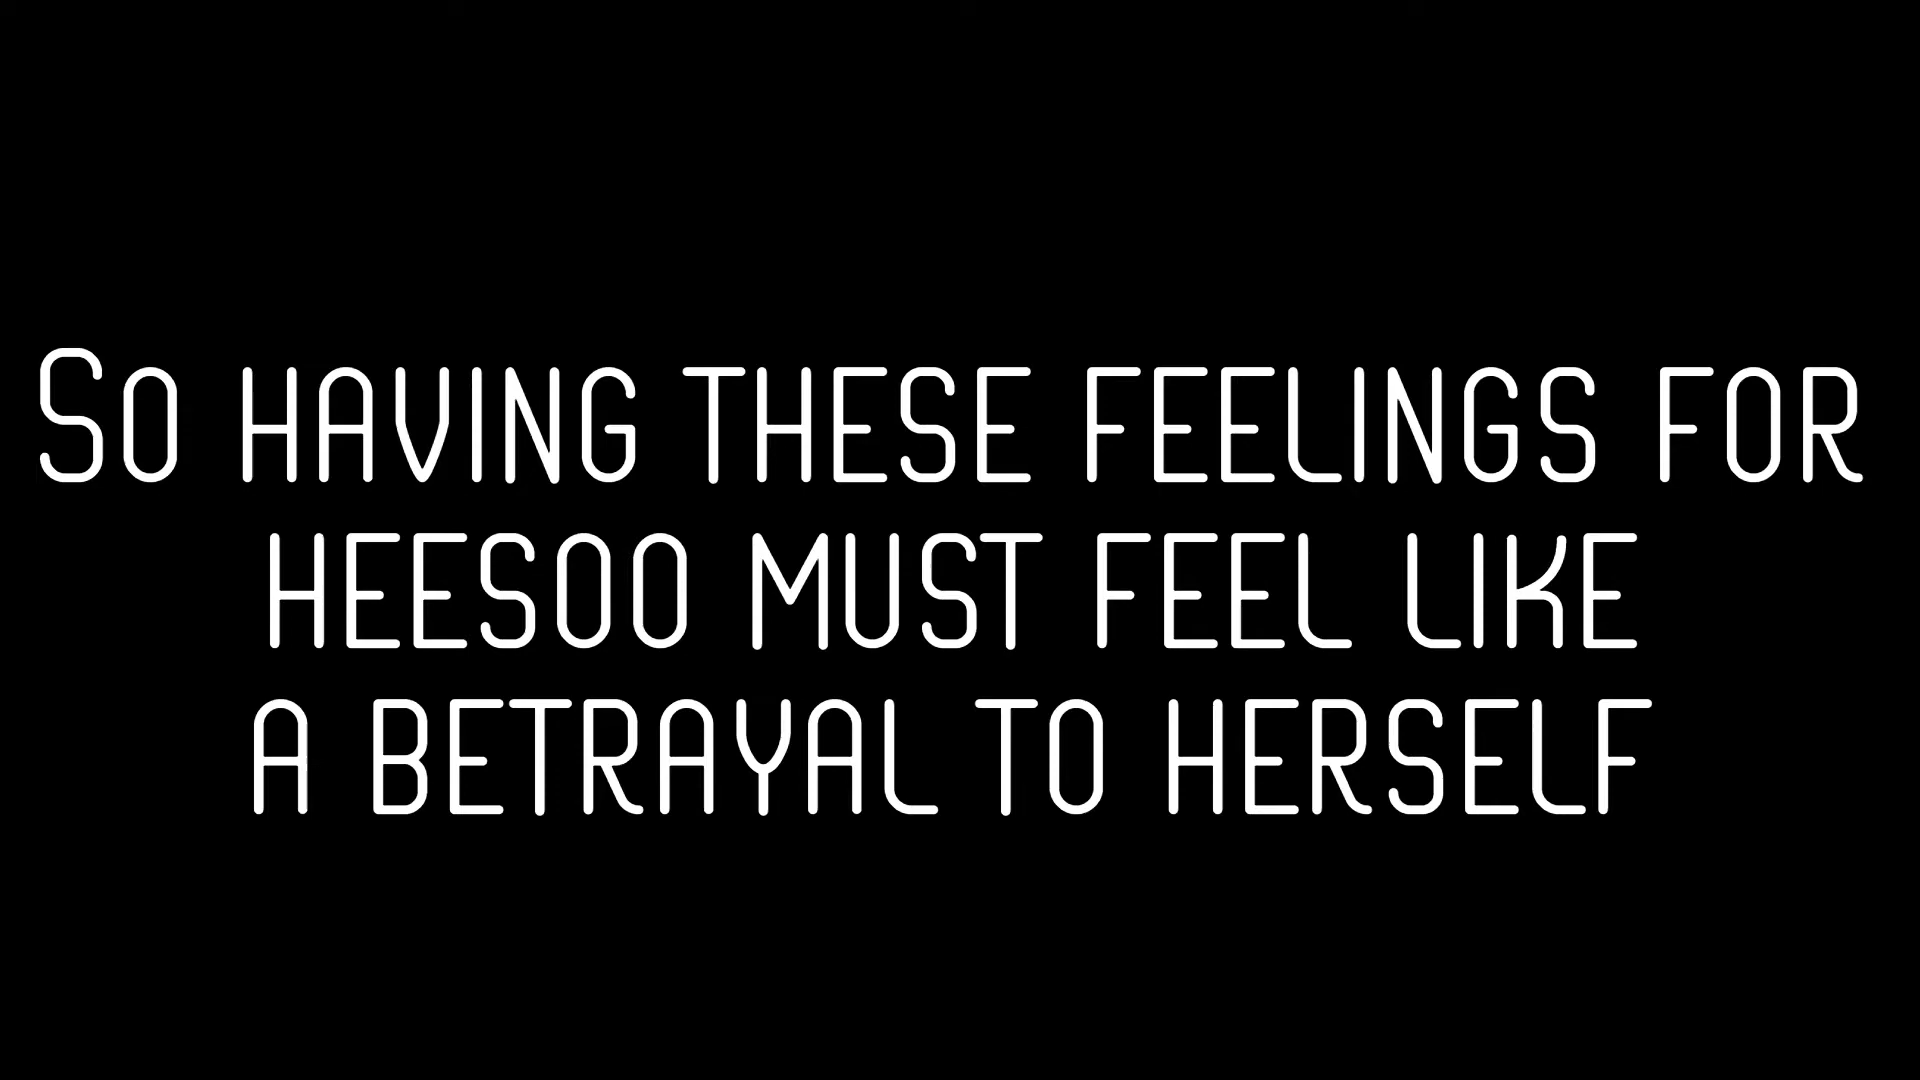 So having these feelings for
Heesoo must feel like
a betrayal to herself